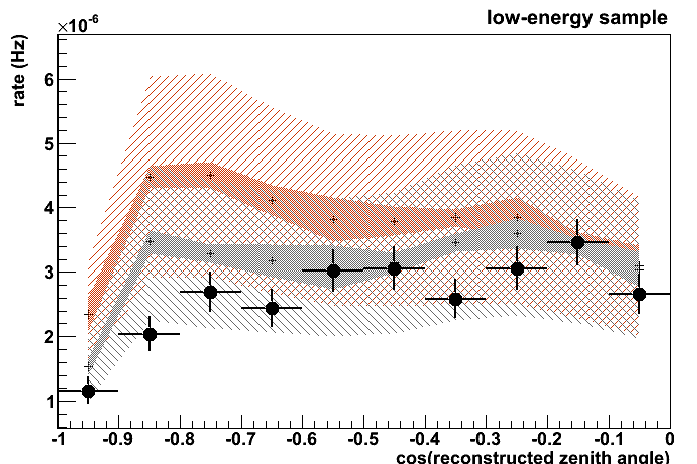 low-energy sample
×10⁻⁶
rate (Hz)
6
5
4
3
2
1
-1 -0.9 -0.8 -0.7 -0.6 -0.5 -0.4 -0.3 -0.2 -0.1 0
cos(reconstructed zenith angle)